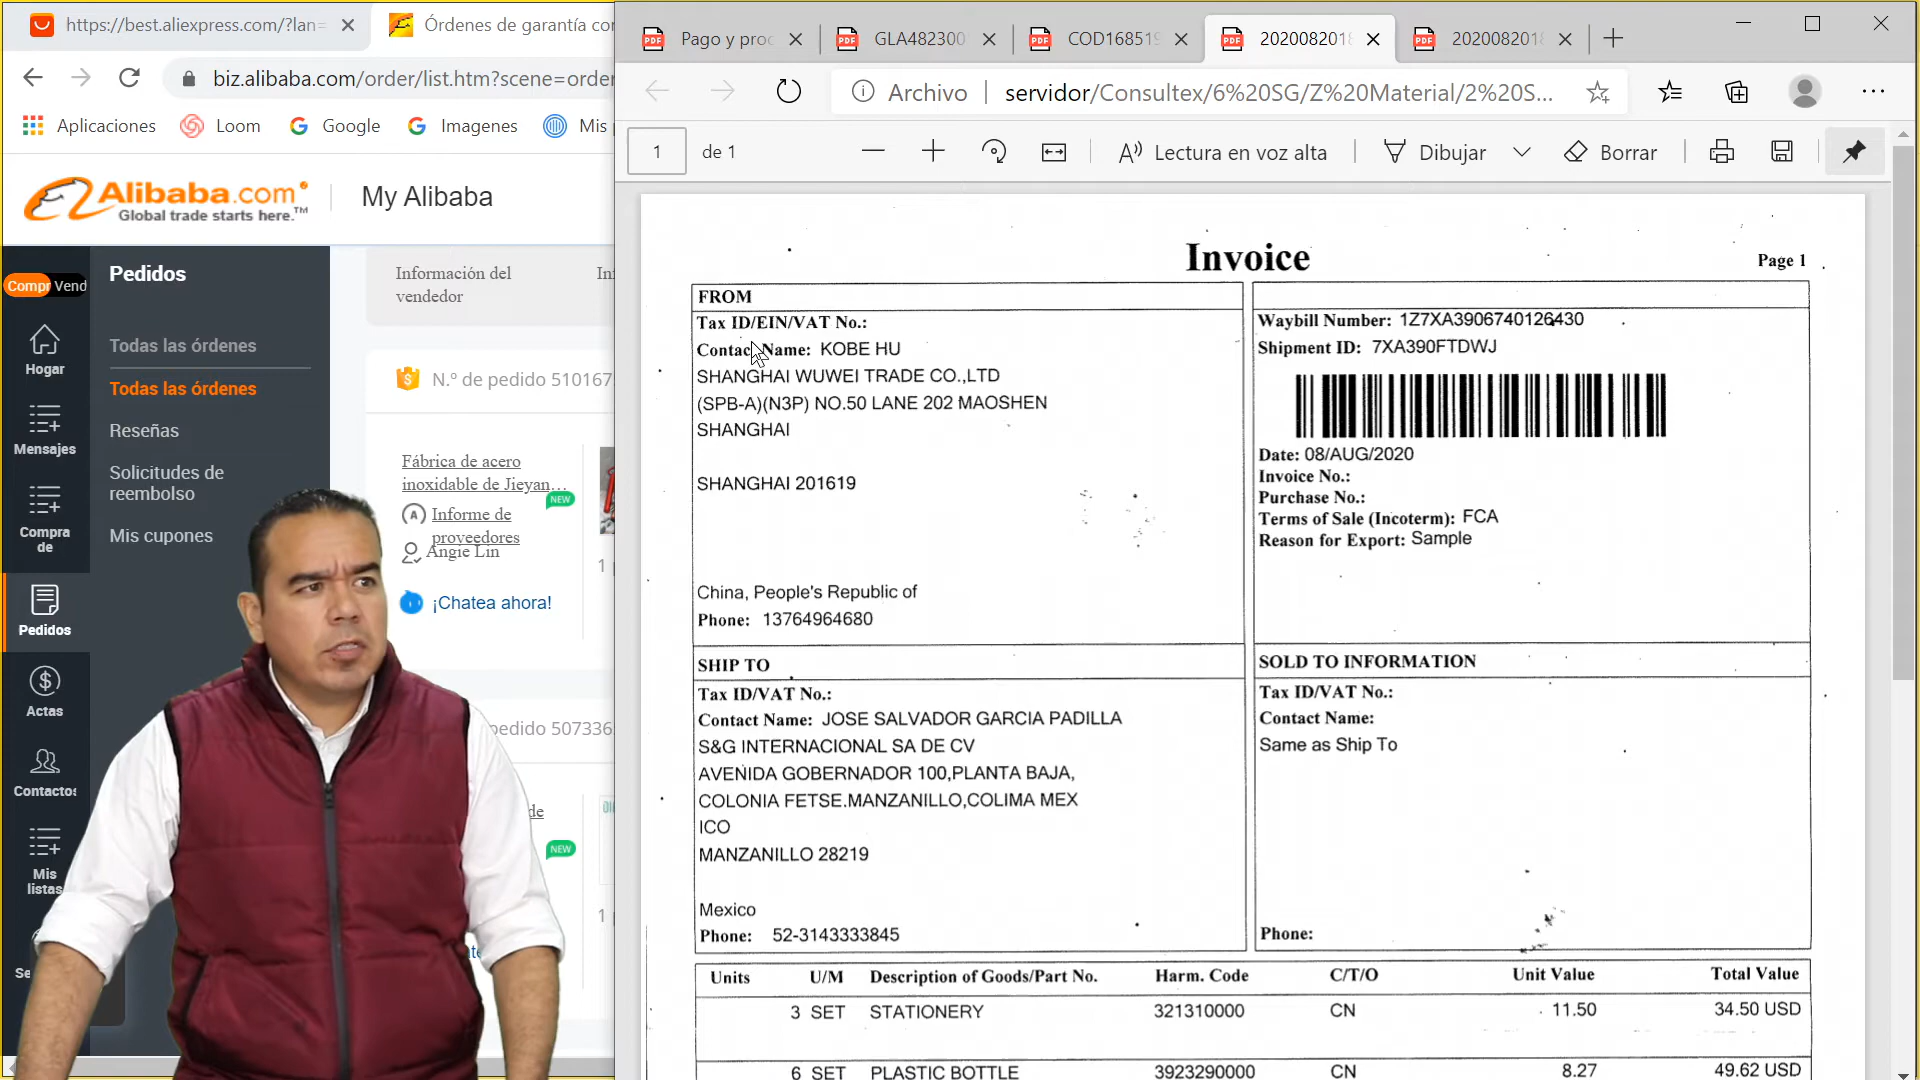 https://best.aliexpress.com/?lan=
Órdenes de garantía co
biz.alibaba.com/order/list.htm?scene=order
Aplicaciones
Loom
Google
Imagenes
Mis
Alibaba.com
Global trade starts here.™
My Alibaba
Compr
Vend
Hogar
Mensajes
Compra
de
Pedidos
Actas
Contactos
Mis
listas
Se
Pedidos
Todas las órdenes
Todas las órdenes
Reseñas
Solicitudes de
reembolso
Mis cupones
Información del
vendedor
N.º de pedido 510167
Fábrica de acero
inoxidable de Jieyan...
NEW
Informe de
proveedores
Angie Lin
1
¡Chatea ahora!
pedido 50733
de
NEW
1
Pago y pro
GLA482300
COD168519
202008201
202008201
Archivo
servidor/Consultex/6%20SG/Z%20Material/2%20S...
1
de 1
Lectura en voz alta
Dibujar
Borrar
Invoice
Page 1
FROM
Tax ID/EIN/VAT No.:
Contact Name: KOBE HU
SHANGHAI WUWEI TRADE CO.,LTD
(SPB-A)(N3P) NO.50 LANE 202 MAOSHEN
SHANGHAI
SHANGHAI 201619
China, People's Republic of
Phone: 13764964680
Waybill Number: 1Z7XA3906740126430
Shipment ID: 7XA390FTDWJ
Date: 08/AUG/2020
Invoice No.:
Purchase No.:
Terms of Sale (Incoterm): FCA
Reason for Export: Sample
SHIP TO
Tax ID/VAT No.:
Contact Name: JOSE SALVADOR GARCIA PADILLA
S&G INTERNACIONAL SA DE CV
AVENIDA GOBERNADOR 100,PLANTA BAJA,
COLONIA FETSE.MANZANILLO,COLIMA MEX
ICO
MANZANILLO 28219
Mexico
Phone: 52-3143333845
SOLD TO INFORMATION
Tax ID/VAT No.:
Contact Name:
Same as Ship To
Phone:
Units U/M Description of Goods/Part No. Harm. Code C/T/O Unit Value Total Value
3 SET STATIONERY 321310000 CN 11.50 34.50 USD
6 SET PLASTIC BOTTLE 3923290000 CN 8.27 49.62 USD